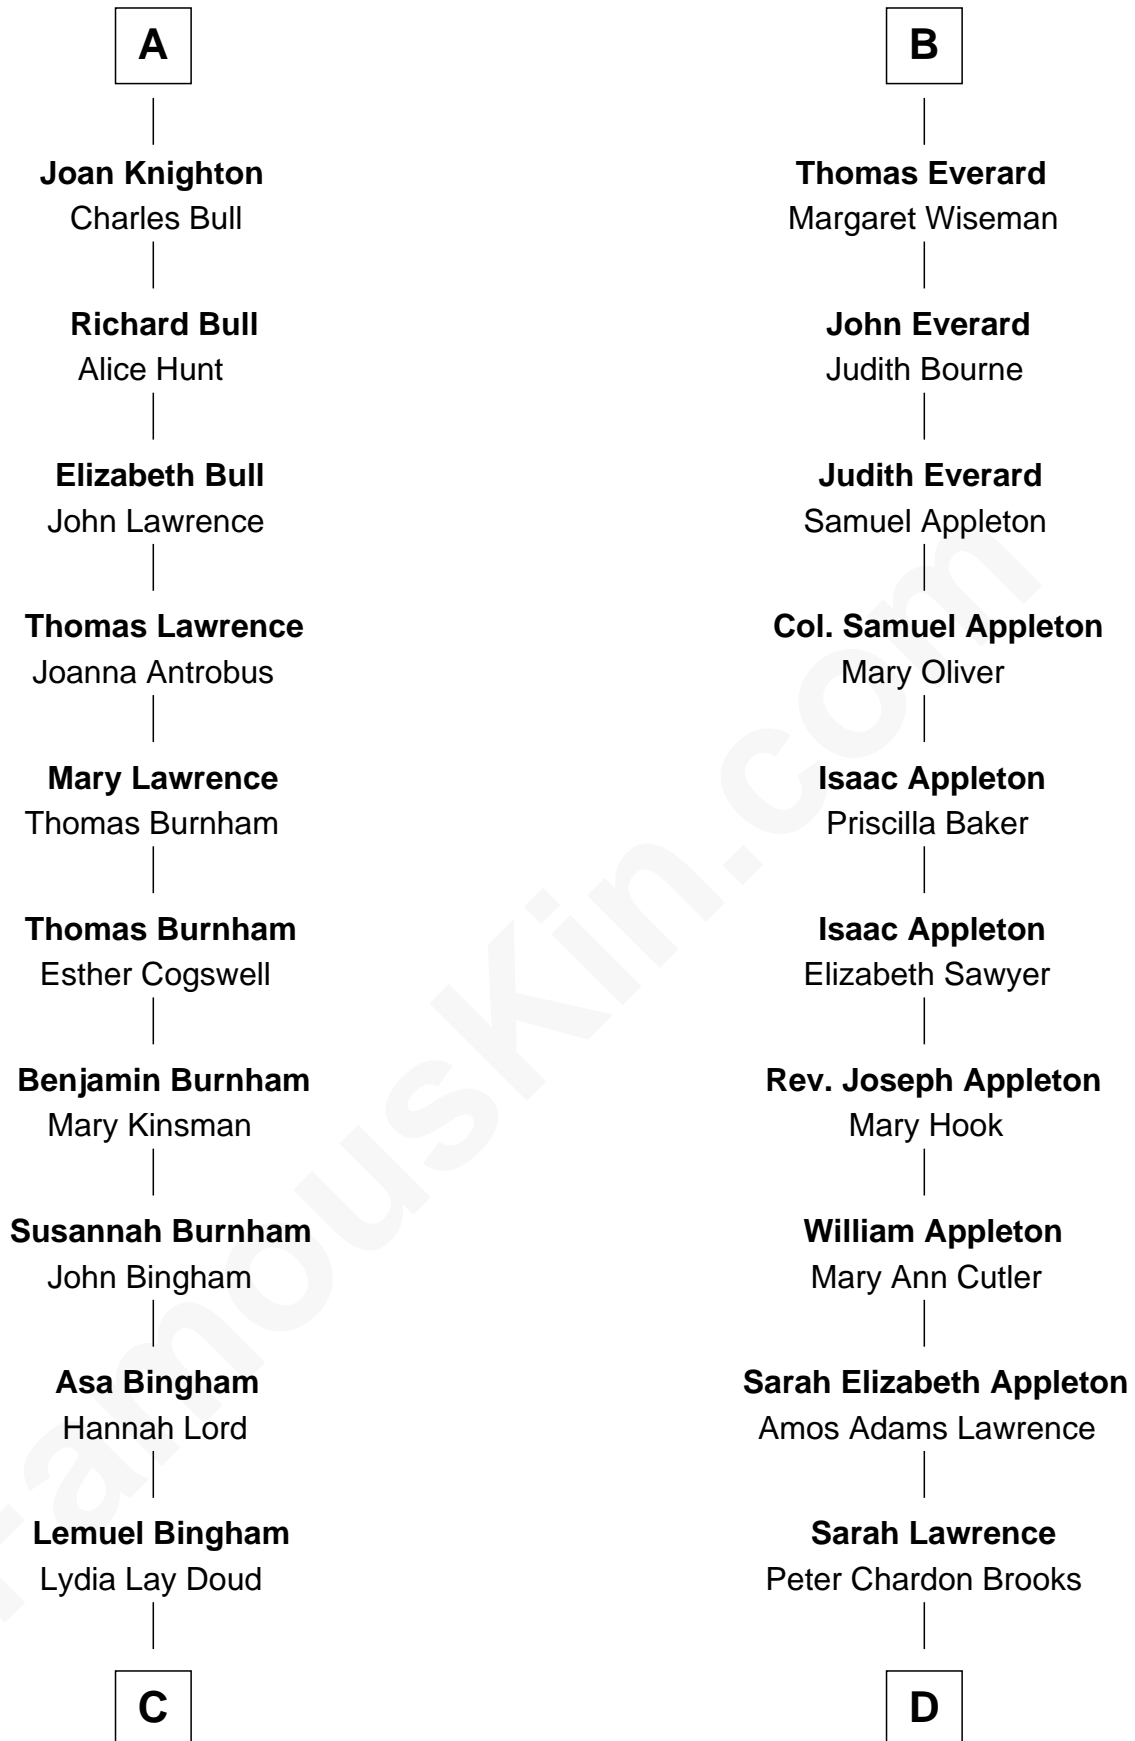 A
Joan Knighton
Charles Bull
Richard Bull
Alice Hunt
Elizabeth Bull
John Lawrence
Thomas Lawrence
Joanna Antrobus
Mary Lawrence
Thomas Burnham
Thomas Burnham
Esther Cogswell
Benjamin Burnham
Mary Kinsman
Susannah Burnham
John Bingham
Asa Bingham
Hannah Lord
Lemuel Bingham
Lydia Lay Doud
C
B
Thomas Everard
Margaret Wiseman
John Everard
Judith Bourne
Judith Everard
Samuel Appleton
Col. Samuel Appleton
Mary Oliver
Isaac Appleton
Priscilla Baker
Isaac Appleton
Elizabeth Sawyer
Rev. Joseph Appleton
Mary Hook
William Appleton
Mary Ann Cutler
Sarah Elizabeth Appleton
Amos Adams Lawrence
Sarah Lawrence
Peter Chardon Brooks
D
FamousKin.com